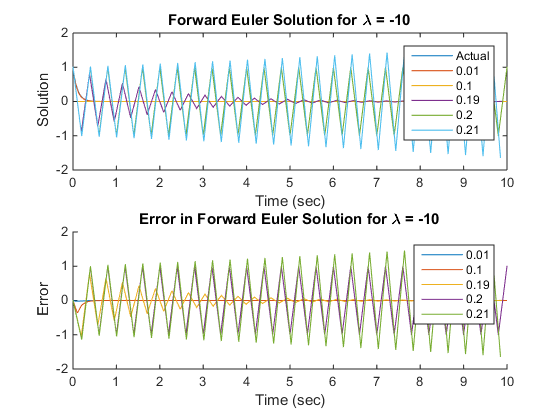 Forward Euler Solution for λ = -10
2
1
0
-1
-2
Solution
0 1 2 3 4 5 6 7 8 9 10
Time (sec)
Actual
0.01
0.1
0.19
0.2
0.21
Error in Forward Euler Solution for λ = -10
2
1
0
-1
-2
Error
0 1 2 3 4 5 6 7 8 9 10
Time (sec)
0.01
0.1
0.19
0.2
0.21